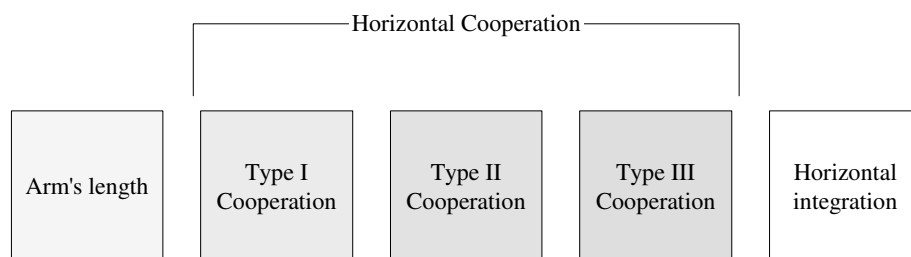 Horizontal Cooperation
Arm's length
Type I
Cooperation
Type II
Cooperation
Type III
Cooperation
Horizontal
integration